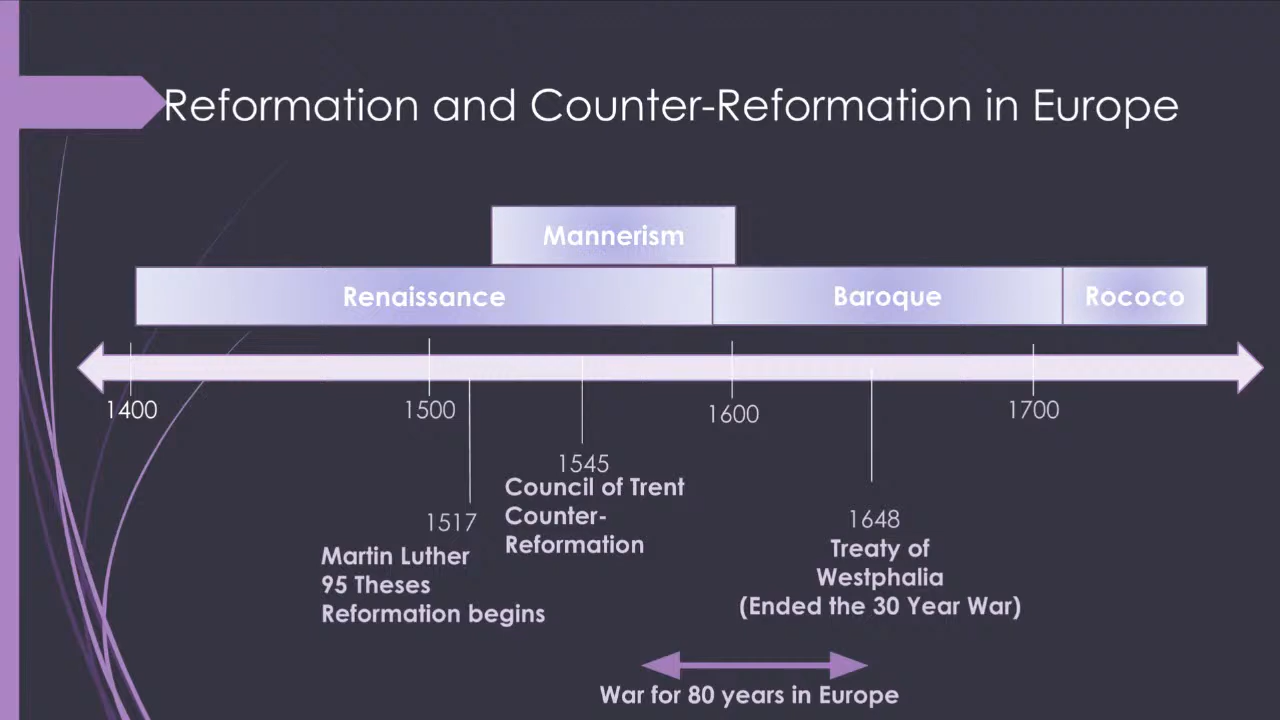 Reformation and Counter-Reformation in Europe
Mannerism
Renaissance
Baroque
Rococo
1400
1500
1600
1700
1517
Martin Luther
95 Theses
Reformation begins
1545
Council of Trent
Counter-
Reformation
1648
Treaty of
Westphalia
(Ended the 30 Year War)
War for 80 years in Europe